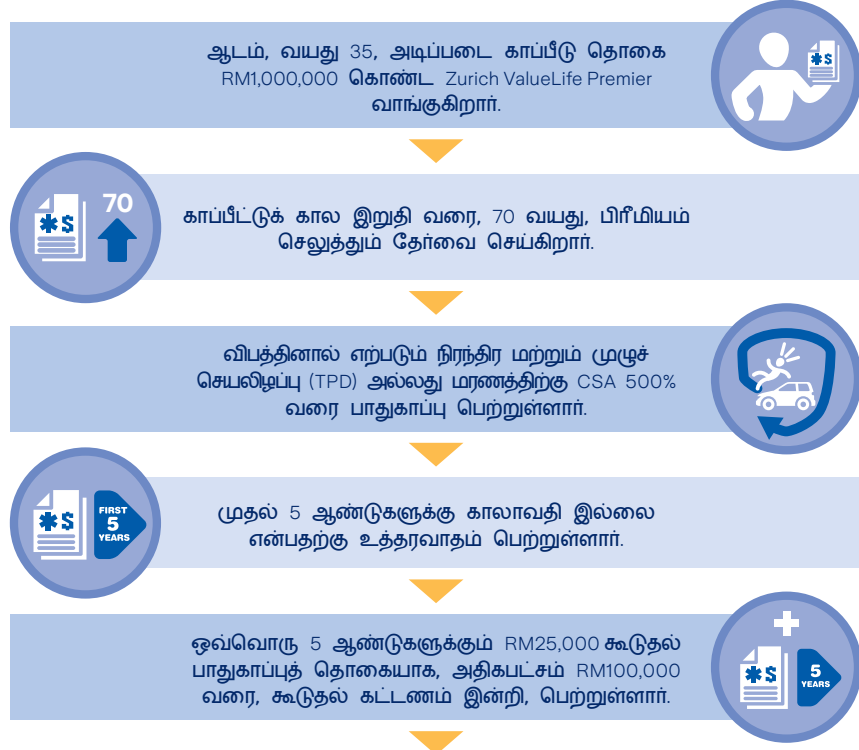 ஆடம், வயது 35, அடிப்படை காப்பீடு தொகை
RM1,000,000 கொண்ட Zurich ValueLife Premier
வாங்குகிறார்.
*$
70
*$
காப்பீட்டுக் கால இறுதி வரை, 70 வயது, பிரீமியம்
செலுத்தும் தேர்வை செய்கிறார்.
விபத்தினால் எற்படும் நிரந்திர மற்றும் முழுச்
செயலிழப்பு (TPD) அல்லது மரணத்திற்கு CSA 500%
வரை பாதுகாப்பு பெற்றுள்ளார்.
*$
FIRST
5
YEARS
முதல் 5 ஆண்டுகளுக்கு காலாவதி இல்லை
என்பதற்கு உத்தரவாதம் பெற்றுள்ளார்.
ஒவ்வொரு 5 ஆண்டுகளுக்கும் RM25,000 கூடுதல்
பாதுகாப்புத் தொகையாக, அதிகபட்சம் RM100,000
வரை, கூடுதல் கட்டணம் இன்றி, பெற்றுள்ளார்.
+
*$
5
YEARS